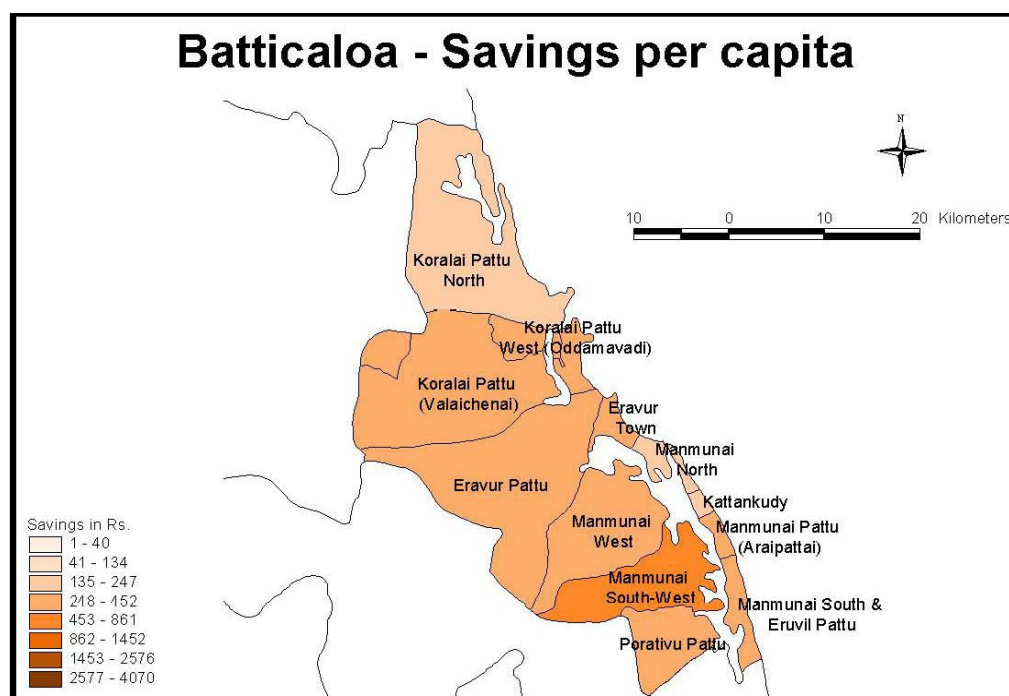 Batticaloa - Savings per capita
N
10 0 10 20 Kilometers
Koralai Pattu
North
Koralai Pattu
West (Oddamavadi)
Koralai Pattu
(Valaichenai)
Eravur
Town
Manmunai
North
Eravur Pattu
Kattankudy
Manmunai
West
Manmunai Pattu
(Araipattai)
Manmunai
South-West
Manmunai South &
Eruvil Pattu
Porativu Pattu
Savings in Rs.
1 - 40
41 - 134
135 - 247
248 - 452
453 - 861
862 - 1452
1453 - 2576
2577 - 4070